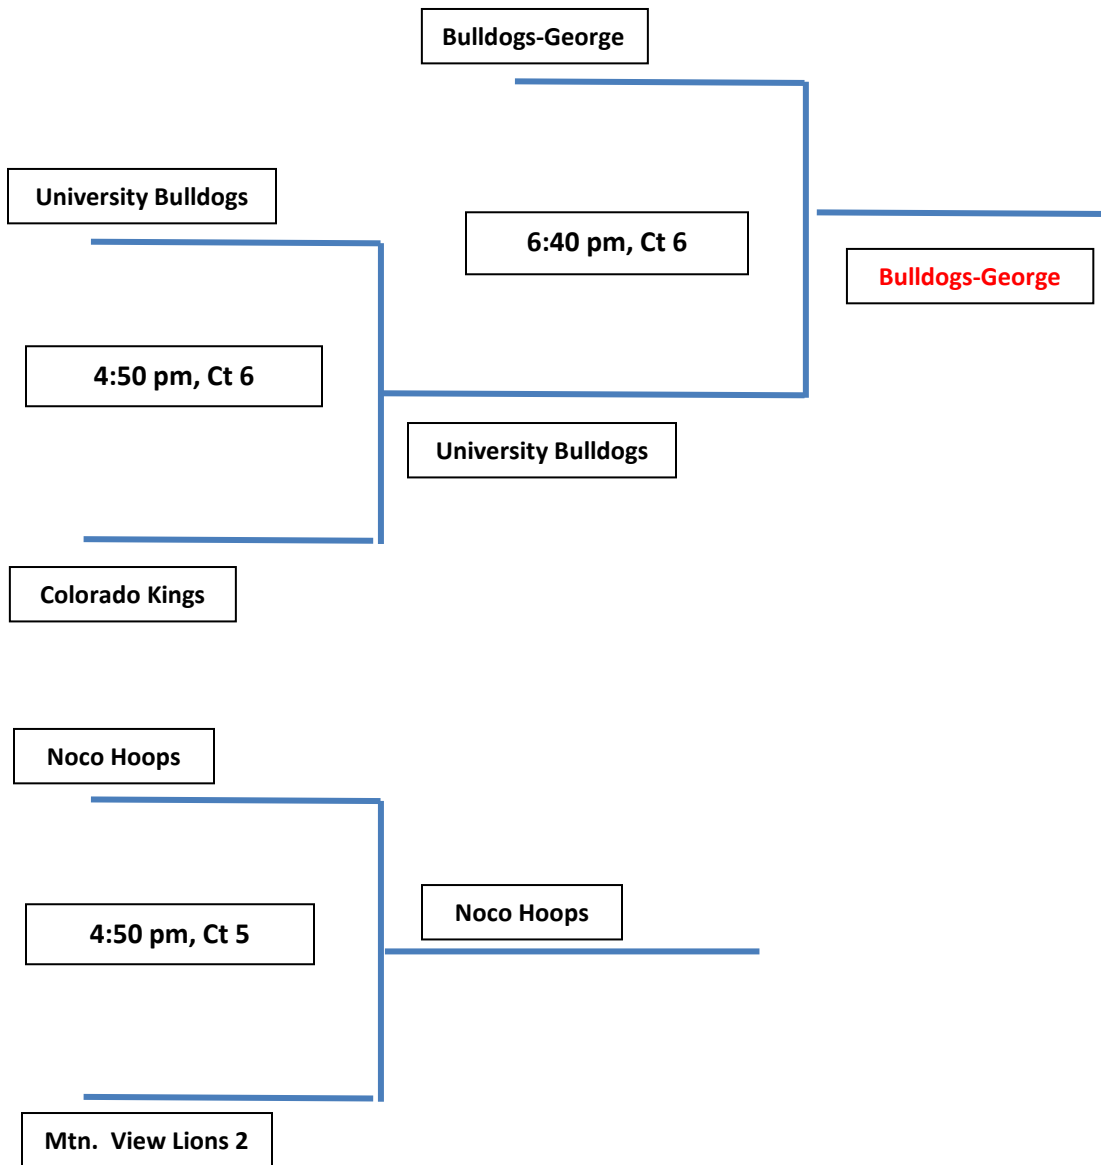 Bulldogs-George
University Bulldogs
6:40 pm, Ct 6
Bulldogs-George
4:50 pm, Ct 6
University Bulldogs
Colorado Kings
Noco Hoops
Noco Hoops
4:50 pm, Ct 5
Mtn.  View Lions 2